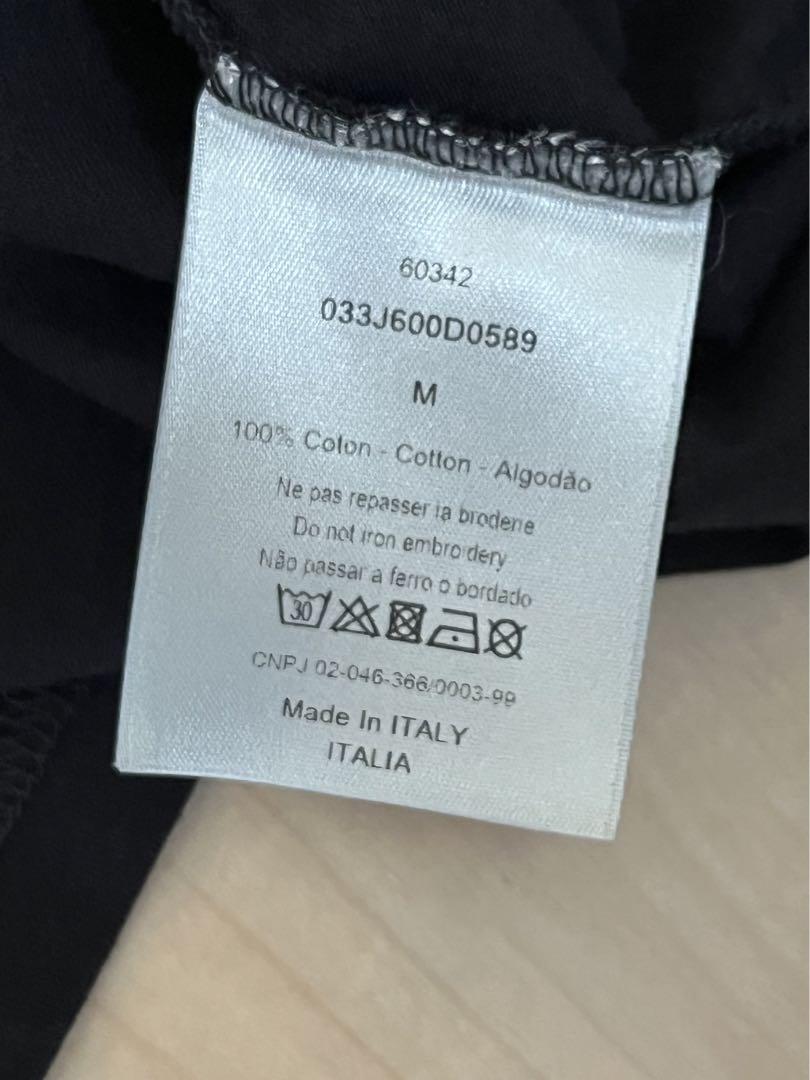 60342
033J600D0589
M
100% Coton - Cotton - Algodão
Ne pas repasser la broderie
Do not iron embroidery
Não passar a ferro o bordado
30
CNPJ 02-046-366/0003-99
Made In ITALY
ITALIA